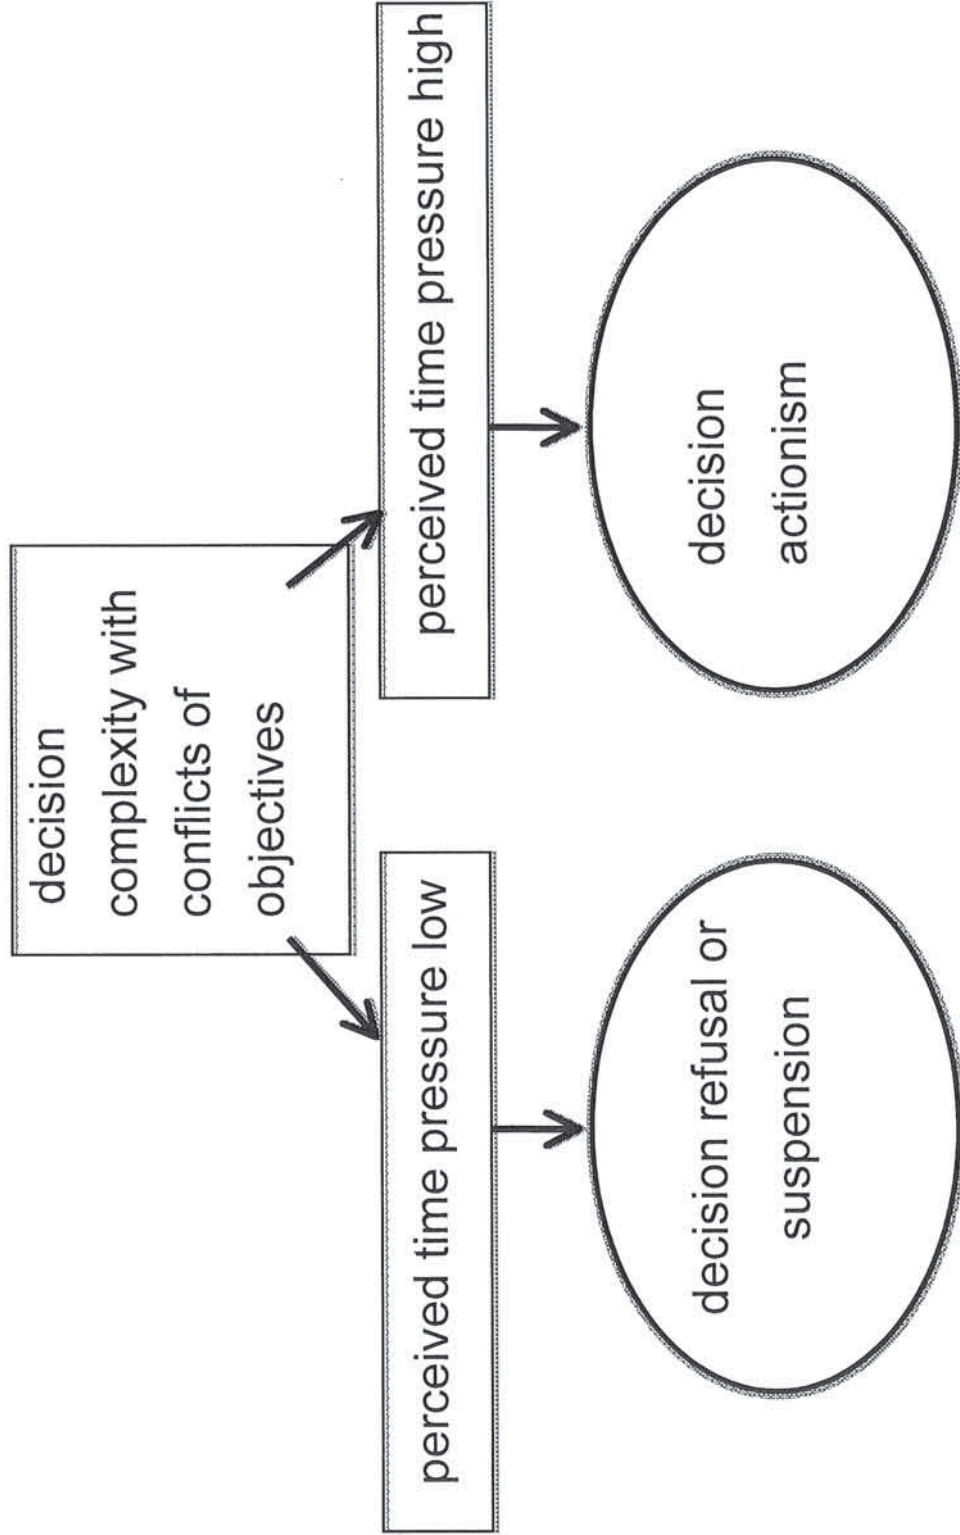 decision
complexity with
conflicts of
objectives
perceived time pressure low
perceived time pressure high
decision refusal or
suspension
decision
actionism